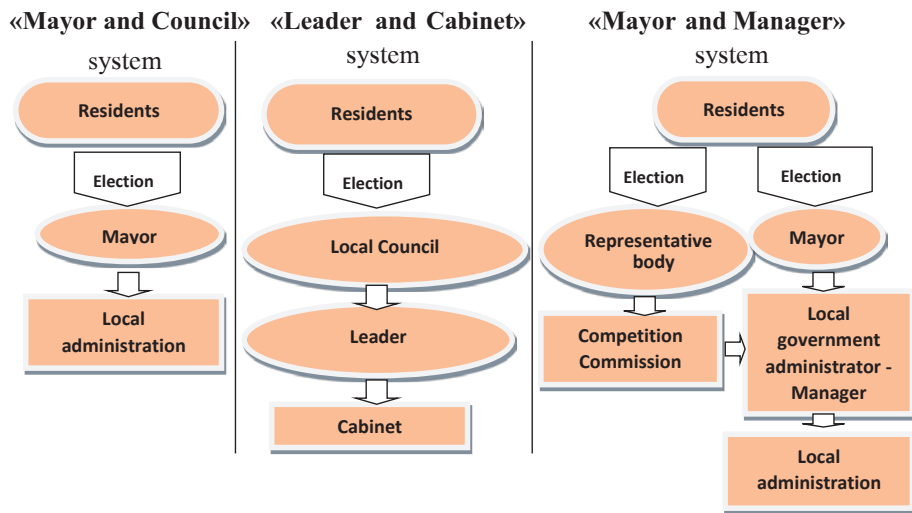 «Mayor and Council»
system
Residents
Election
Mayor
Local
administration
«Leader and Cabinet»
system
Residents
Election
Local Council
Leader
Cabinet
«Mayor and Manager»
system
Residents
Election
Election
Representative
body
Mayor
Competition
Commission
Local
government
administrator -
Manager
Local
administration